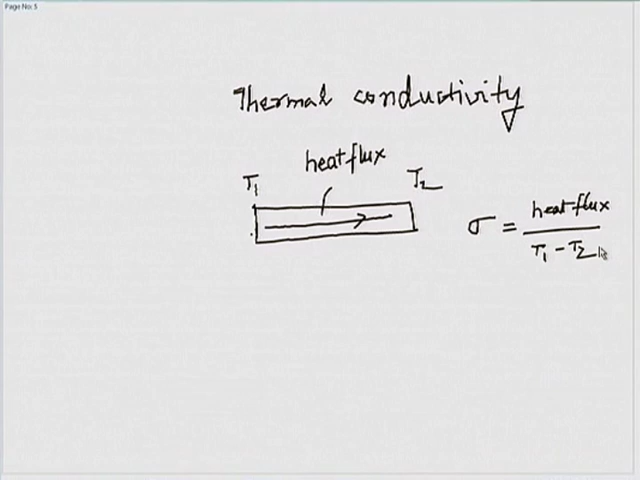 Page No: 5
Thermal conductivity
heat flux
T₁ T₂
σ = heat flux / T₁ - T₂